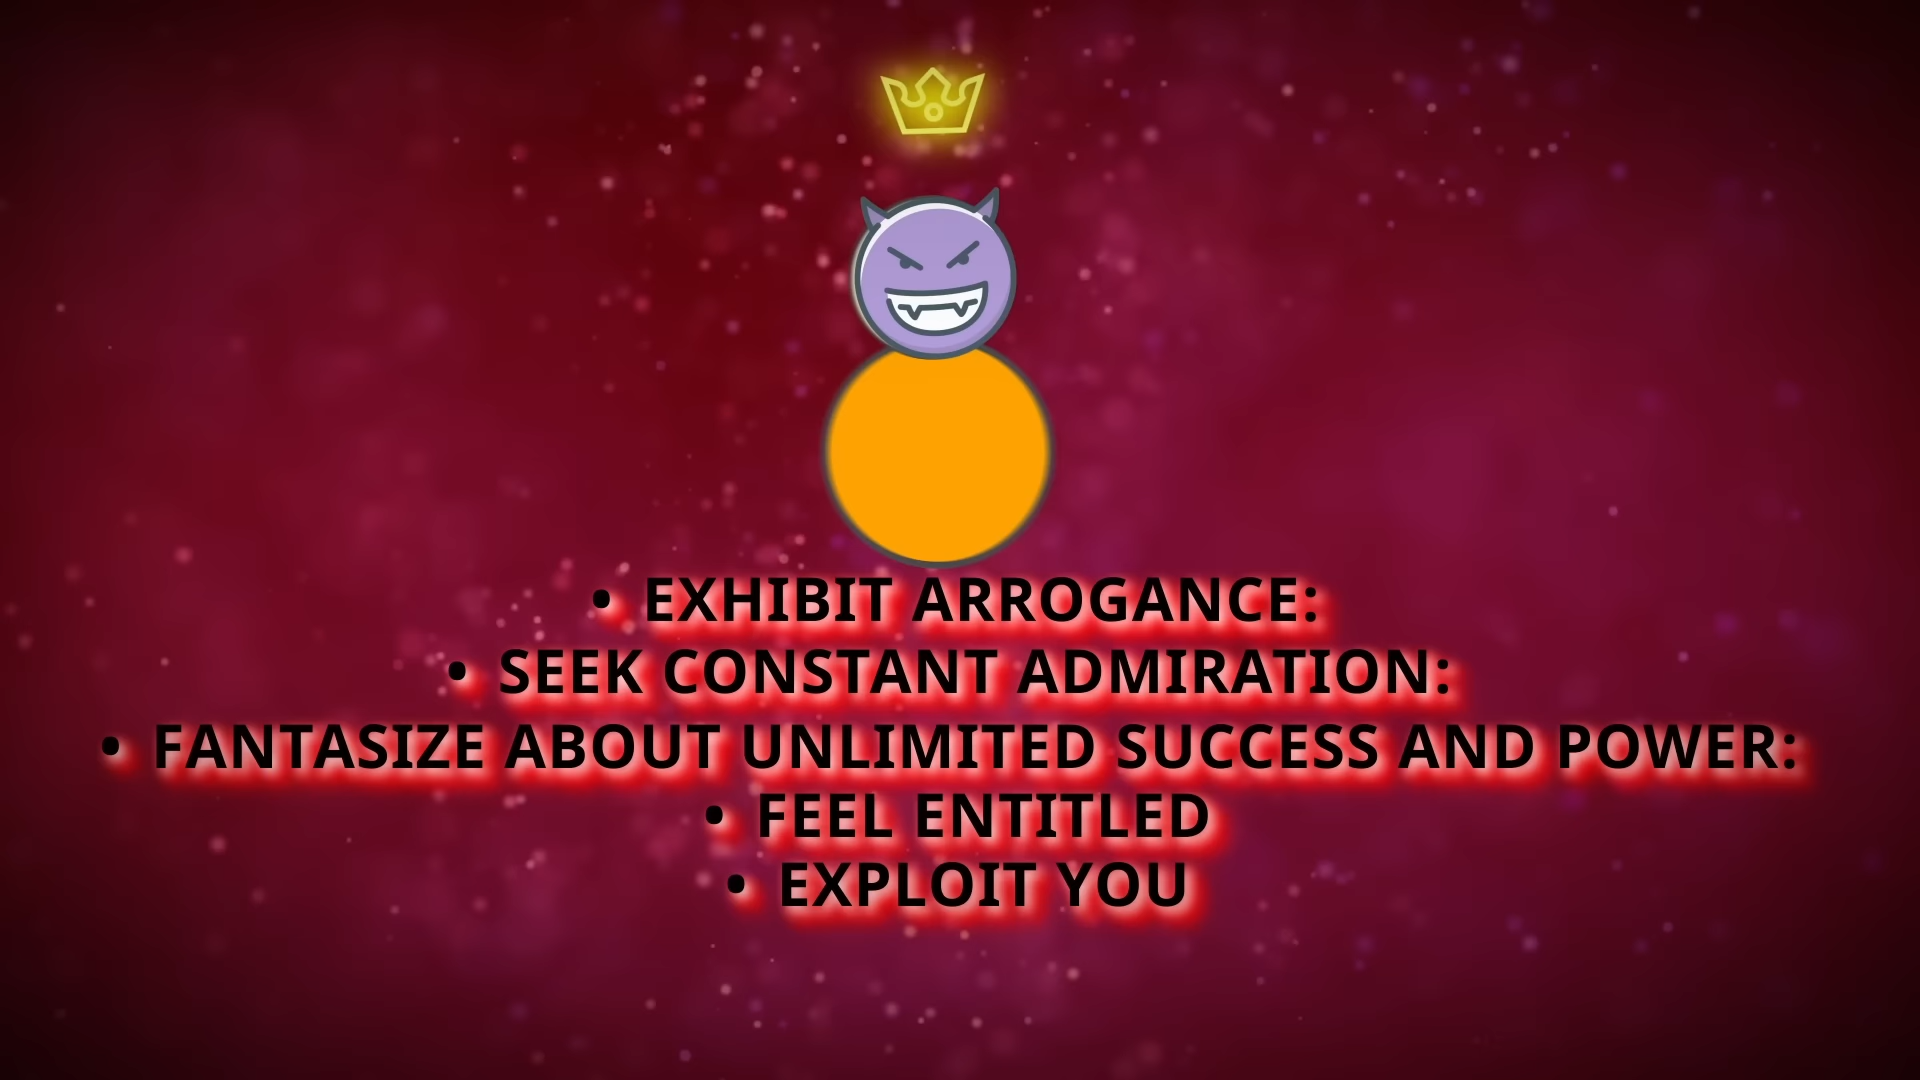 • EXHIBIT ARROGANCE:
• SEEK CONSTANT ADMIRATION:
• FANTASIZE ABOUT UNLIMITED SUCCESS AND POWER:
• FEEL ENTITLED
• EXPLOIT YOU